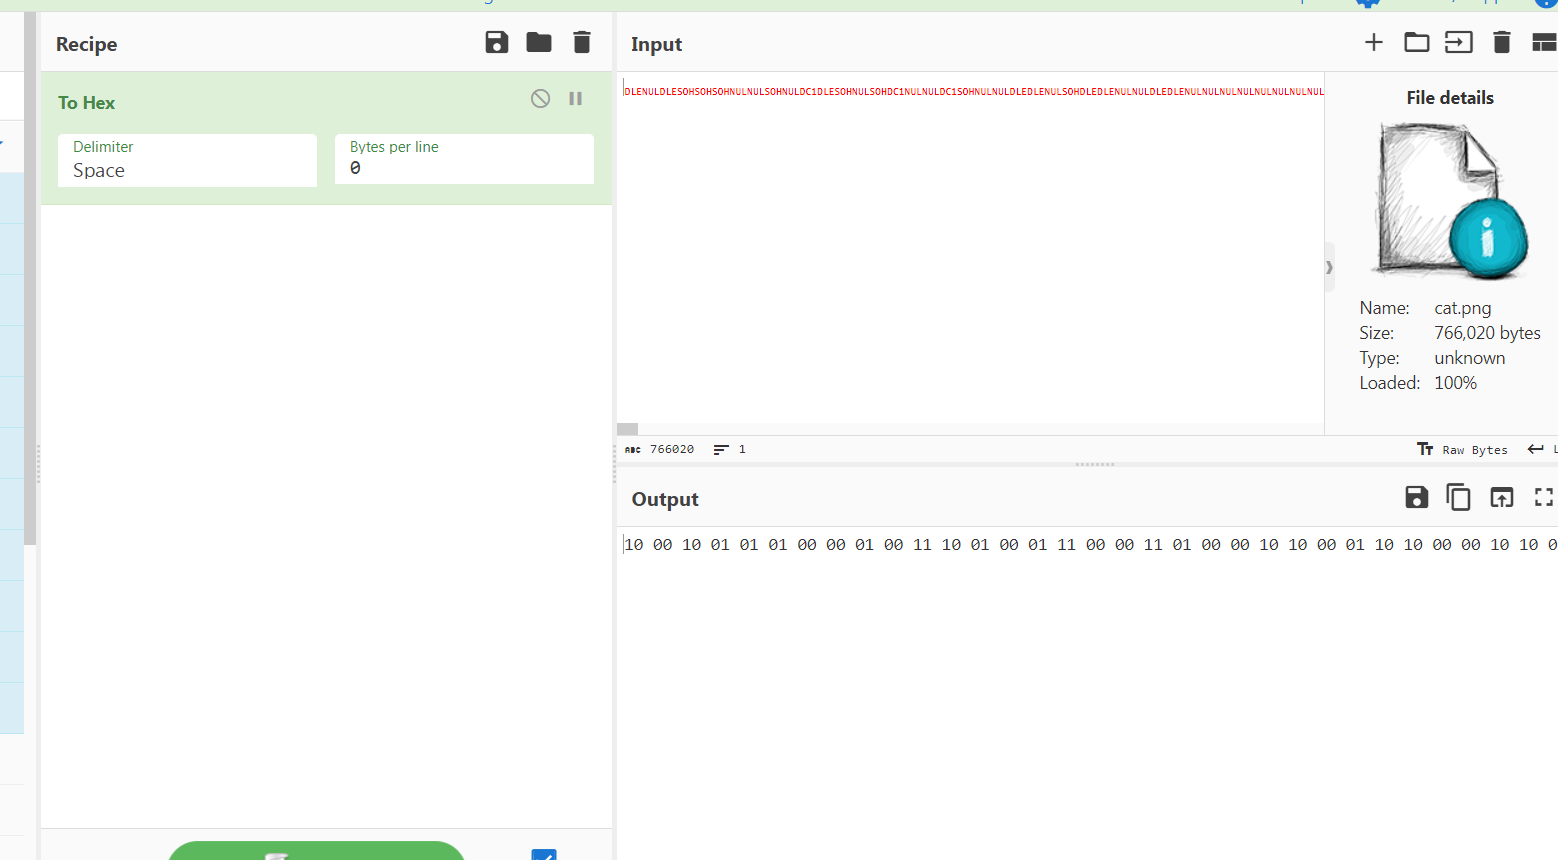 Recipe
To Hex
Delimiter
Space
Bytes per line
0
Input
DLENULDLESOHSOHSOHNULNULSOHNULDC1DLESOHNULSOHDC1NULNULDC1SOHNULNULDLEDLENULSOHDLEDLENULNULDLEDLENULNULNULNULNULNULNULNUL
File details
Name: cat.png
Size: 766,020 bytes
Type: unknown
Loaded: 100%
ABC 766020 1
Tт Raw Bytes
Output
10 00 10 01 01 01 00 00 01 00 11 10 01 00 01 11 00 00 11 01 00 00 10 10 00 01 10 10 00 00 10 10 0